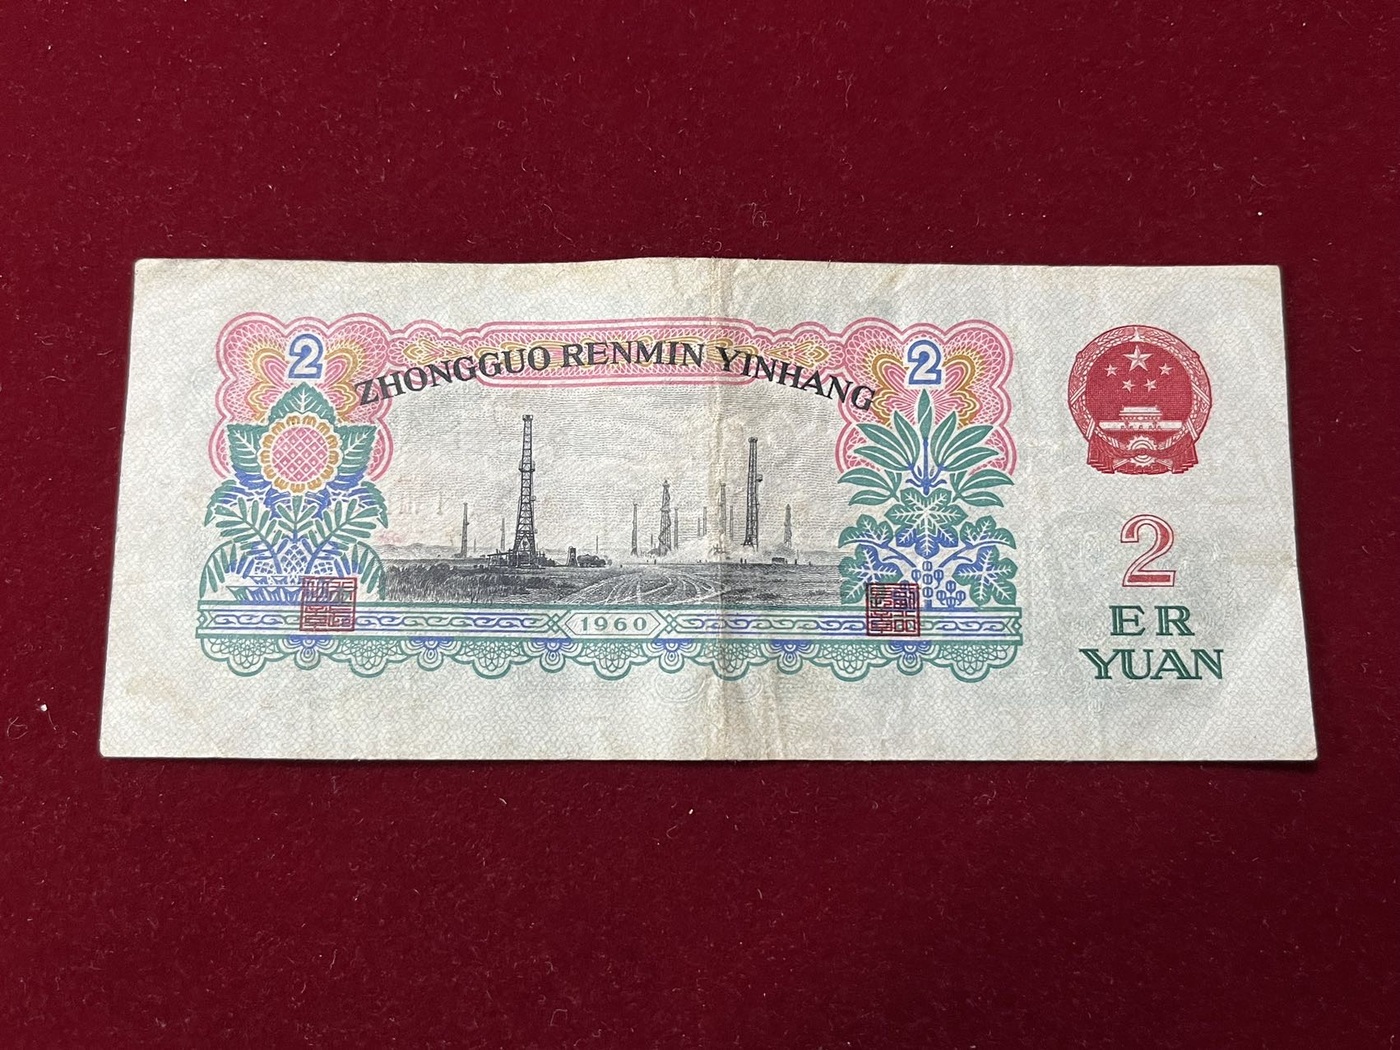 2
2
ZHONGGUO RENMIN YINHANG
1960
2
ER
YUAN